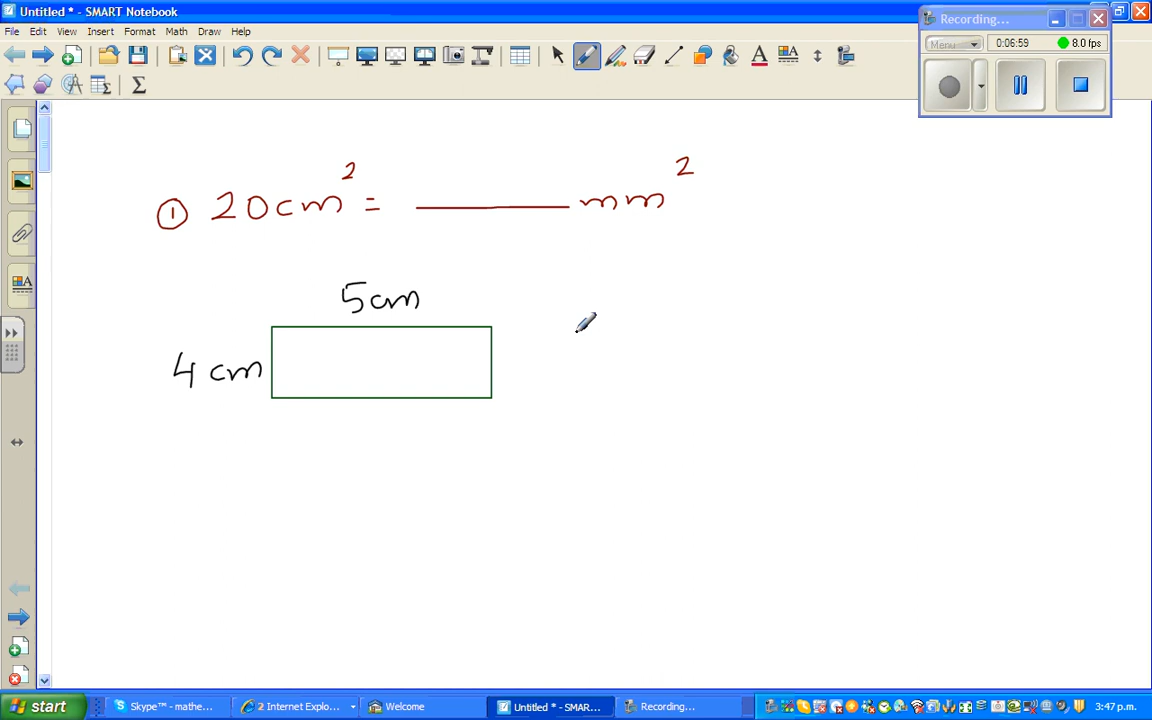 Untitled * - SMART Notebook
Recording...
File Edit View Insert Format Math Draw Help
Menu 0:06:59 8.0 fps
① 20cm² = ______ mm²
5cm
4 cm
start Skype™ - mathe... 2 Internet Explo... Welcome Untitled * - SMAR... Recording... 3:47 p.m.